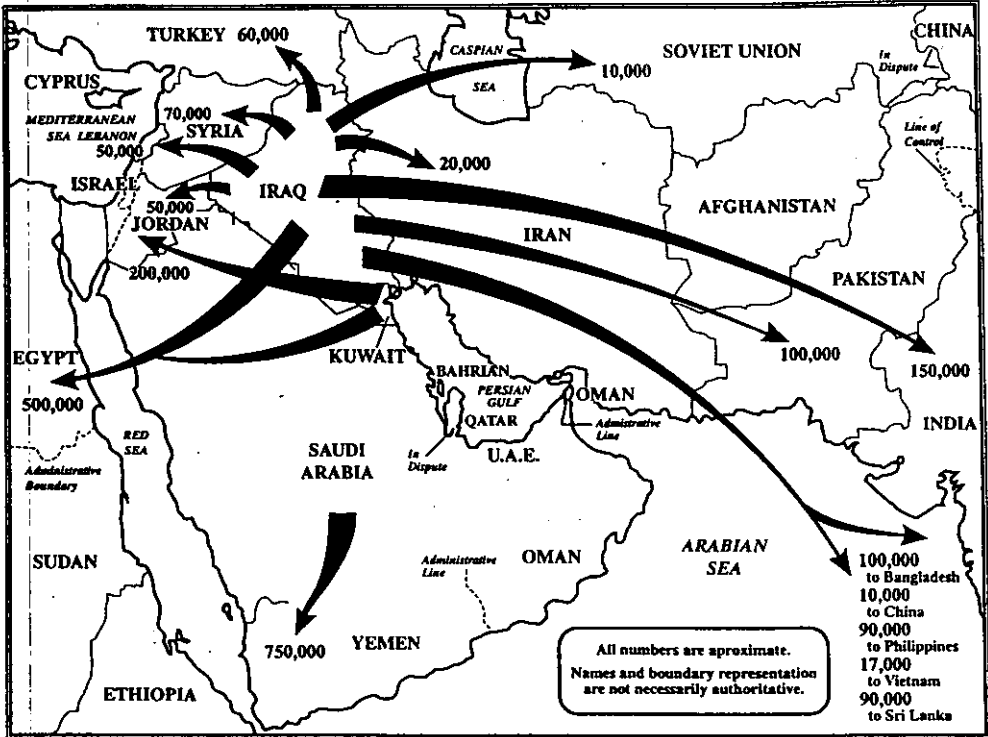 TURKEY 60,000
CASPIAN
SEA
SOVIET UNION
CHINA
In
Dispute
10,000
CYPRUS
MEDITERRANEAN
SEA LEBANON
70,000
SYRIA
50,000
20,000
Line of
Control
ISRAEL
IRAQ
50,000
JORDAN
AFGHANISTAN
IRAN
200,000
PAKISTAN
KUWAIT
100,000
150,000
EGYPT
500,000
BAHRIAN
PERSIAN
GULF
QATAR
OMAN
Admistrative
Line
INDIA
RED
SEA
In
Dispute
U.A.E.
SAUDI
ARABIA
Administrative
Boundary
SUDAN
Administrative
Line
OMAN
ARABIAN
SEA
100,000
to Bangladesh
10,000
to China
90,000
to Philippines
17,000
to Vietnam
90,000
to Sri Lanka
750,000
YEMEN
ETHIOPIA
All numbers are aproximate.
Names and boundary representation
are not necessarily authoritative.